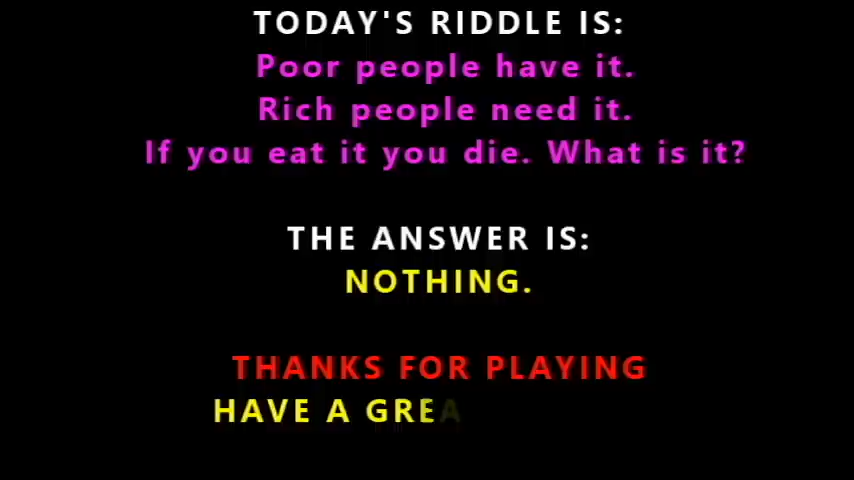 TODAY'S RIDDLE IS:
Poor people have it.
Rich people need it.
If you eat it you die. What is it?
THE ANSWER IS:
NOTHING.
THANKS FOR PLAYING
HAVE A GREA